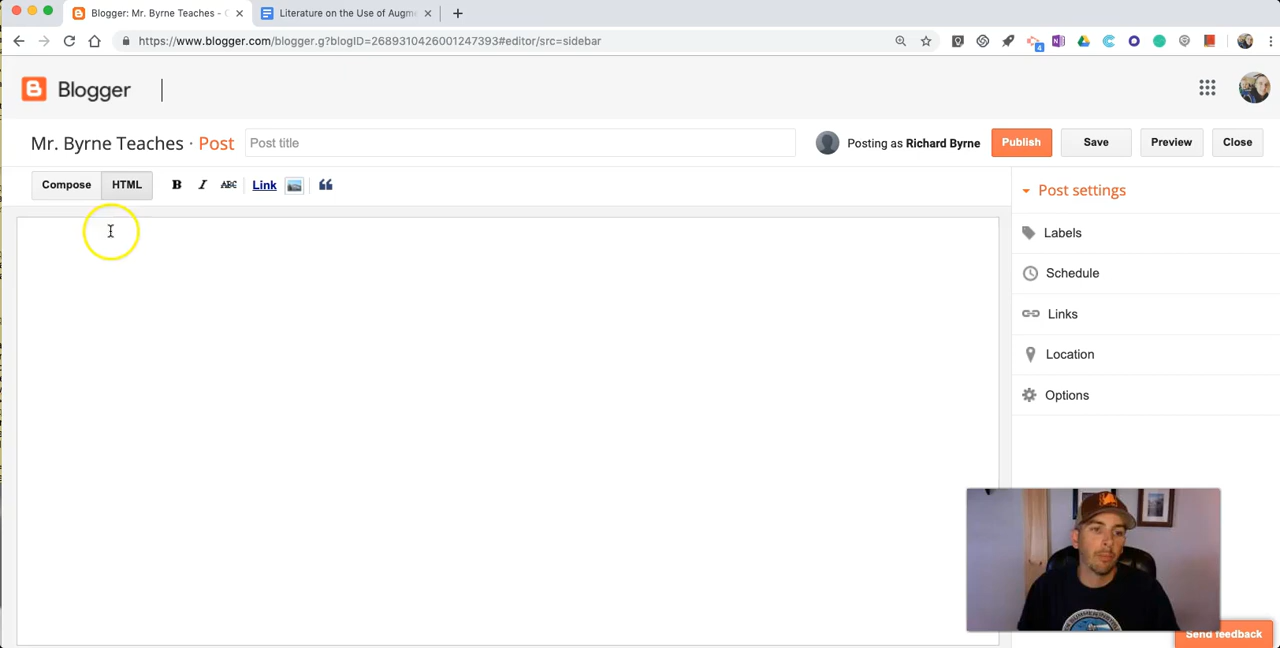 Blogger: Mr. Byrne Teaches -
Literature on the Use of Augm
https://www.blogger.com/blogger.g?blogID=2689310426001247393#editor/src=sidebar
4
Blogger
Mr. Byrne Teaches · Post
Post title
Posting as Richard Byrne
Publish
Save
Preview
Close
Compose
HTML
B
I
ABC
Link
Post settings
Labels
Schedule
Links
Location
Options
Send feedback